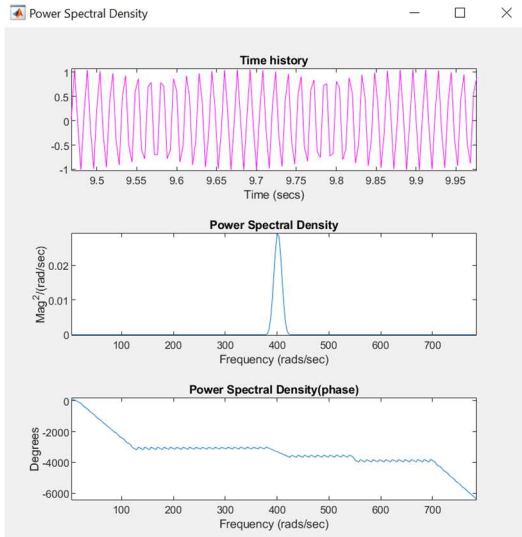 Power Spectral Density
Time history
1
0.5
0
-0.5
-1
9.5 9.55 9.6 9.65 9.7 9.75 9.8 9.85 9.9 9.95
Time (secs)
Power Spectral Density
Mag²/(rad/sec)
0.02
0.01
0
100 200 300 400 500 600 700
Frequency (rads/sec)
Power Spectral Density(phase)
Degrees
0
-2000
-4000
-6000
100 200 300 400 500 600 700
Frequency (rads/sec)